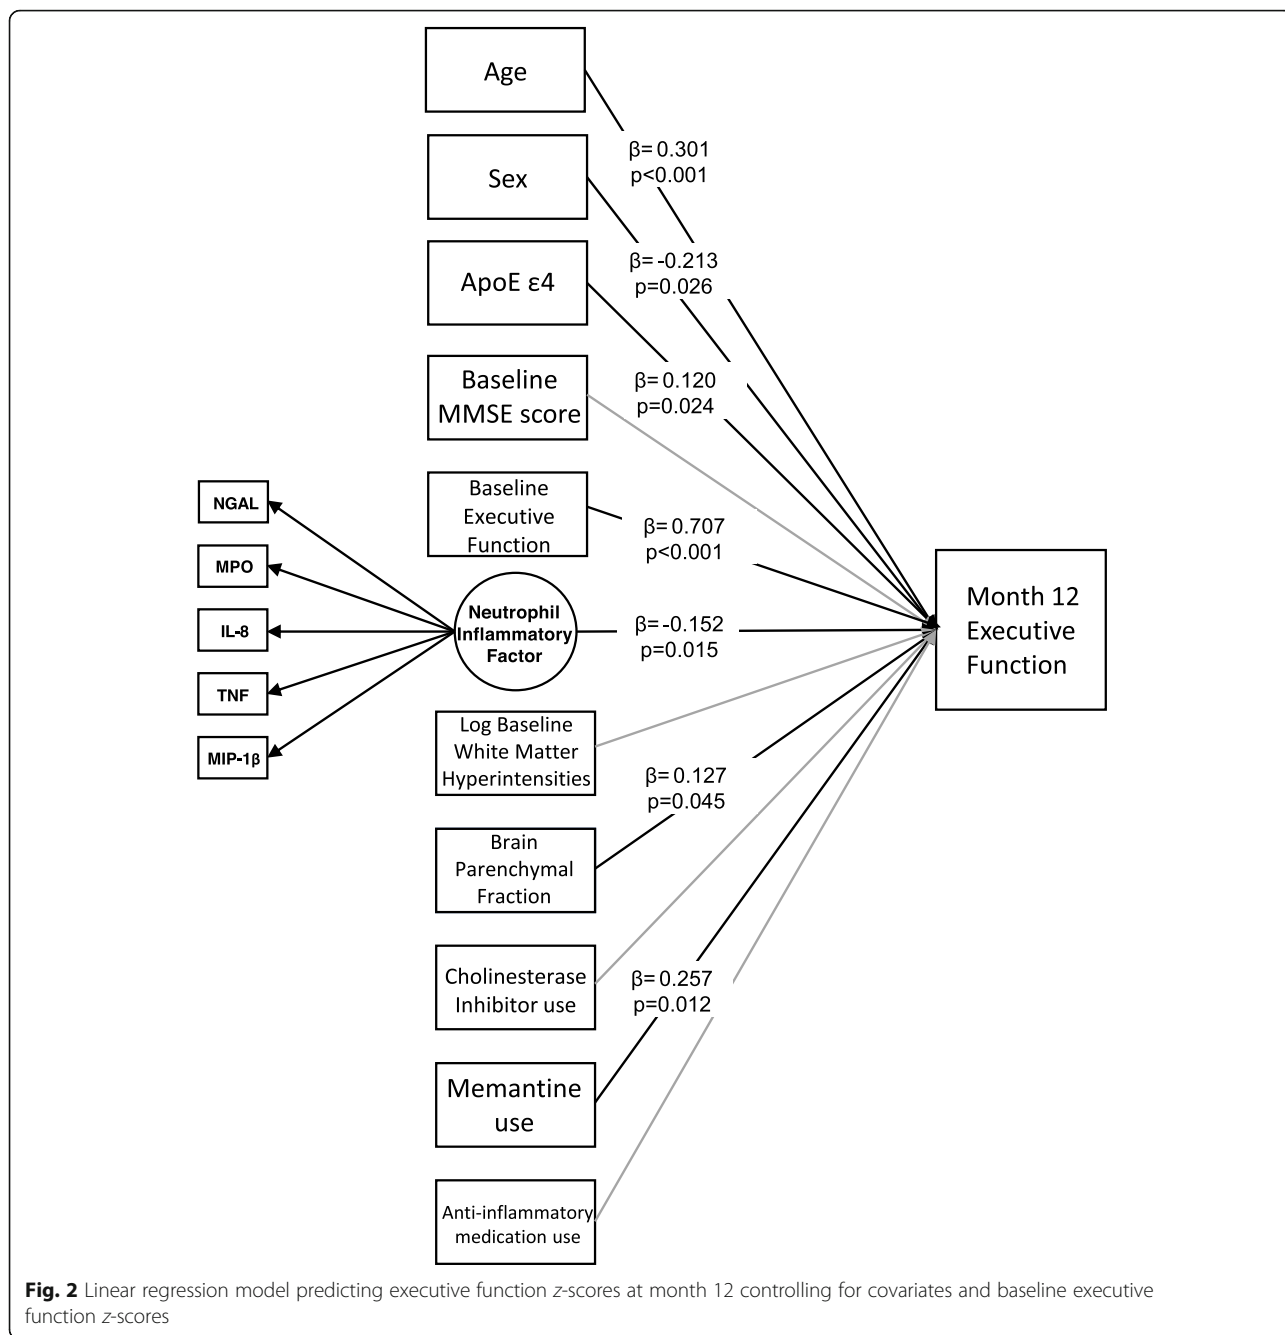 Age
β= 0.301
p<0.001
Sex
β= -0.213
p=0.026
ApoE ε4
β= 0.120
p=0.024
Baseline
MMSE score
Baseline
Executive
Function
β= 0.707
p<0.001
NGAL
MPO
IL-8
TNF
MIP-1β
Neutrophil
Inflammatory
Factor
β= -0.152
p=0.015
Month 12
Executive
Function
Log Baseline
White Matter
Hyperintensities
β= 0.127
p=0.045
Brain
Parenchymal
Fraction
Cholinesterase
Inhibitor use
β= 0.257
p=0.012
Memantine
use
Anti-inflammatory
medication use
Fig. 2 Linear regression model predicting executive function z-scores at month 12 controlling for covariates and baseline executive
function z-scores